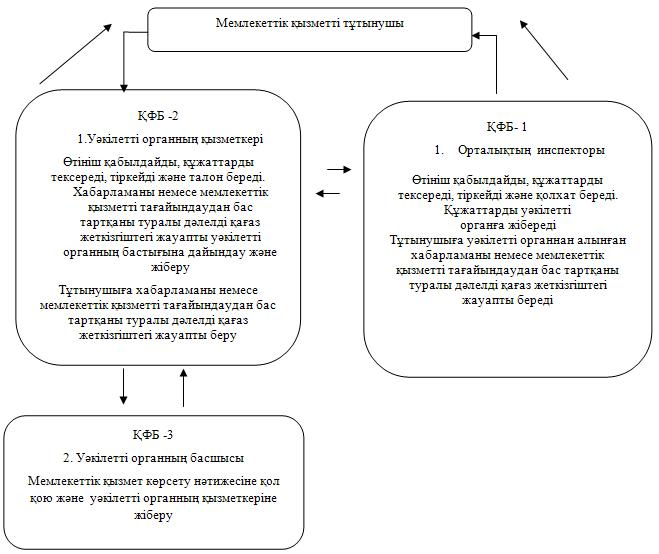 Мемлекеттік қызметті тұтынушы
ҚФБ -2
1.Уәкілетті органның қызметкері
Өтініш қабылдайды, құжаттарды
тексереді, тіркейді және талон береді.
Хабарламаны немесе мемлекеттік
қызметті тағайындаудан бас
тартқаны туралы дәлелді қағаз
жеткізгіштегі жауапты уәкілетті
органның бастығына дайындау және
жіберу
Тұтынушыға хабарламаны немесе
мемлекеттік қызметті тағайындаудан бас
тартқаны туралы дәлелді қағаз
жеткізгіштегі жауапты беру
ҚФБ- 1
1. Орталықтың инспекторы
Өтініш қабылдайды, құжаттарды
тексереді, тіркейді және қолхат береді.
Құжаттарды уәкілетті
органға жібереді
Тұтынушыға уәкілетті органнан алынған
хабарламаны немесе мемлекеттік
қызметті тағайындаудан бас тартқаны
туралы дәлелді қағаз жеткізгіштегі
жауапты береді
ҚФБ -3
2. Уәкілетті органның басшысы
Мемлекеттік қызмет көрсету нәтижесіне қол
қою және уәкілетті органның қызметкеріне
жіберу